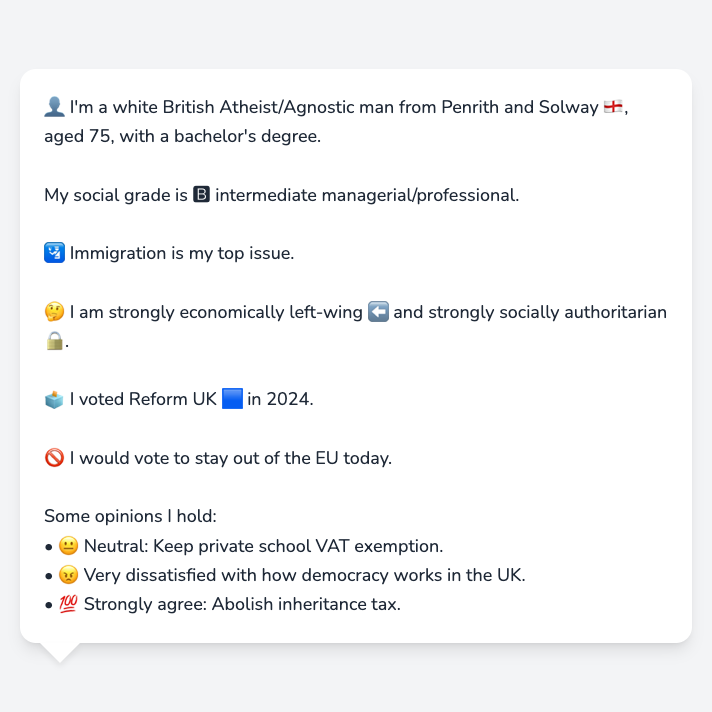 👤 I'm a white British Atheist/Agnostic man from Penrith and Solway 🏴󠁧󠁢󠁥󠁮󠁧󠁿,
aged 75, with a bachelor's degree.
My social grade is 🅱 intermediate managerial/professional.
🛂 Immigration is my top issue.
🤔 I am strongly economically left-wing ⬅️ and strongly socially authoritarian
🔒.
🗳️ I voted Reform UK 🟦 in 2024.
🚫 I would vote to stay out of the EU today.
Some opinions I hold:
• 😐 Neutral: Keep private school VAT exemption.
• 😠 Very dissatisfied with how democracy works in the UK.
• 💯 Strongly agree: Abolish inheritance tax.